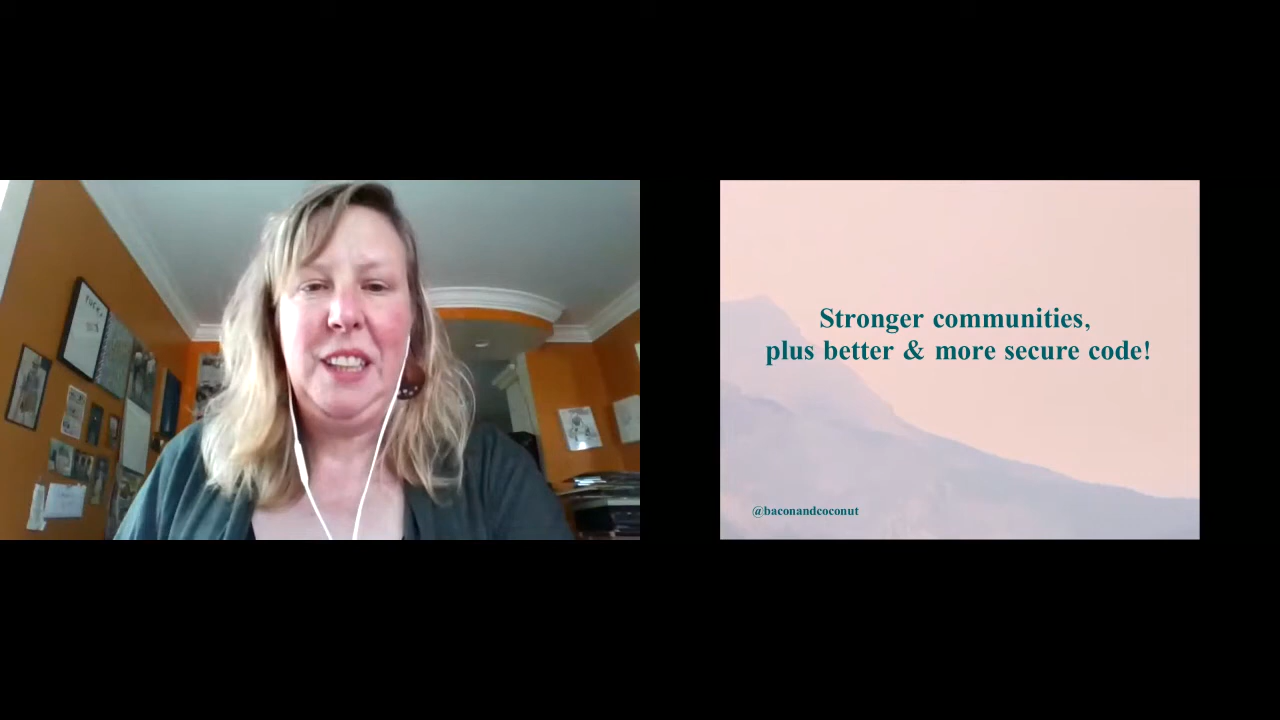 Stronger communities,
plus better & more secure code!
@baconandcoconut